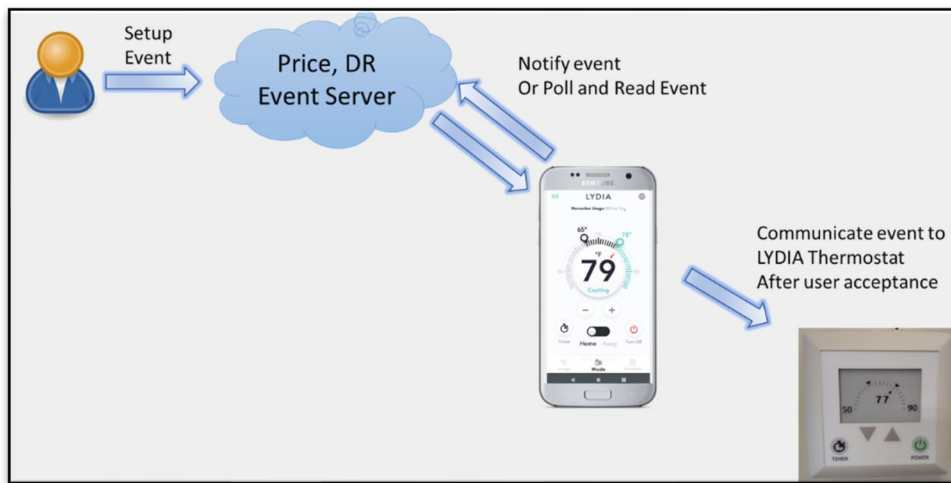 Setup
Event
Price, DR
Event Server
Notify event
Or Poll and Read Event
SAMSUNG
LYDIA
65°
78°
°F
79
Cooling
Timer
Home Away
Turn Off
Mode
Communicate event to
LYDIA Thermostat
After user acceptance
77
50
90
TIMER
POWER